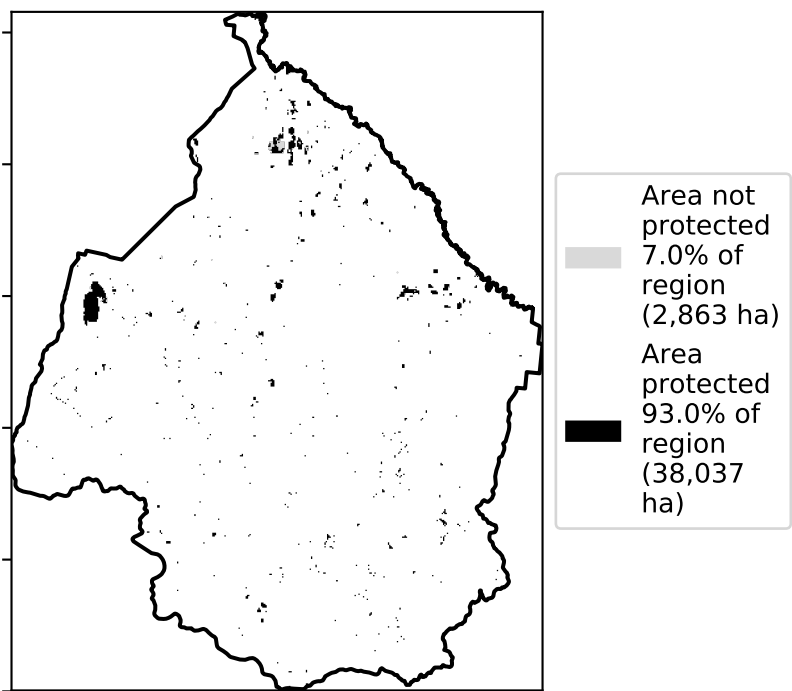 Area not
protected
7.0% of
region
(2,863 ha)
Area
protected
93.0% of
region
(38,037
ha)